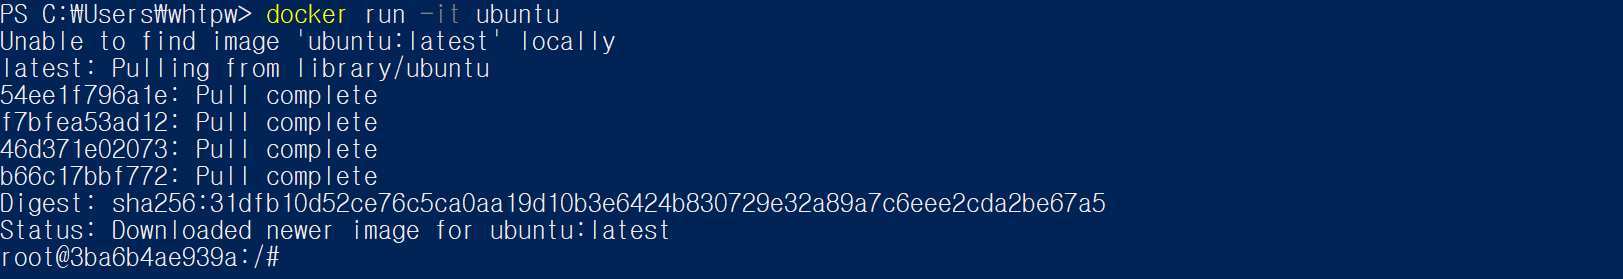 PS C:₩Users₩whtpw> docker run -it ubuntu
Unable to find image 'ubuntu:latest' locally
latest: Pulling from library/ubuntu
54ee1f796a1e: Pull complete
f7bfea53ad12: Pull complete
46d371e02073: Pull complete
b66c17bbf772: Pull complete
Digest: sha256:31dfb10d52ce76c5ca0aa19d10b3e6424b830729e32a89a7c6eee2cda2be67a5
Status: Downloaded newer image for ubuntu:latest
root@3ba6b4ae939a:/#